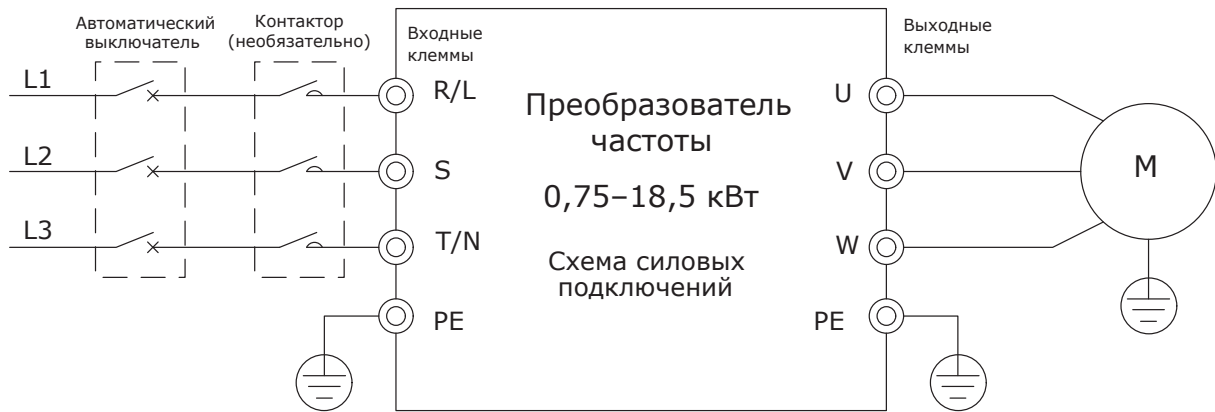 Автоматический
выключатель
Контактор
(необязательно)
Входные
клеммы
Выходные
клеммы
L1
R/L
U
Преобразователь
частоты
L2
S
V
M
0,75–18,5 кВт
L3
T/N
W
Схема силовых
подключений
PE
PE